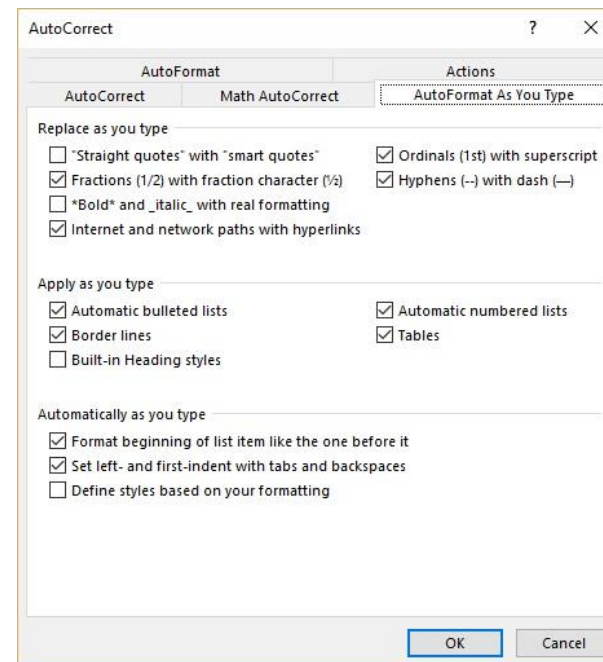 AutoCorrect ? ×
AutoFormat Actions
AutoCorrect Math AutoCorrect AutoFormat As You Type
Replace as you type
"Straight quotes" with “smart quotes” Ordinals (1st) with superscript
Fractions (1/2) with fraction character (½) Hyphens (--) with dash (—)
*Bold* and _italic_ with real formatting
Internet and network paths with hyperlinks
Apply as you type
Automatic bulleted lists Automatic numbered lists
Border lines Tables
Built-in Heading styles
Automatically as you type
Format beginning of list item like the one before it
Set left- and first-indent with tabs and backspaces
Define styles based on your formatting
OK Cancel